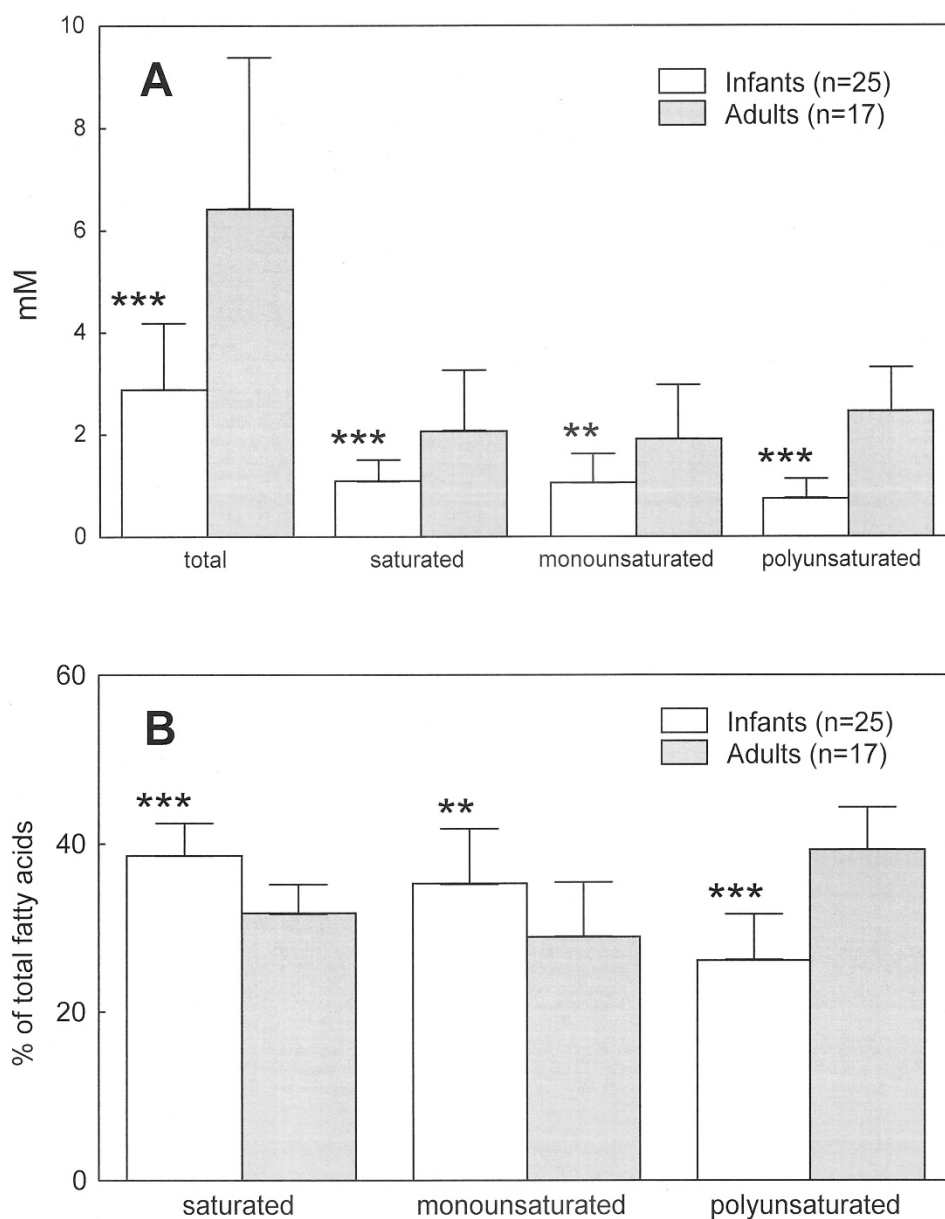 A
Infants (n=25)
Adults (n=17)
mM
10
8
6
4
2
0
***
***
**
***
total saturated monounsaturated polyunsaturated
B
Infants (n=25)
Adults (n=17)
% of total fatty acids
60
40
20
0
***
**
***
saturated monounsaturated polyunsaturated